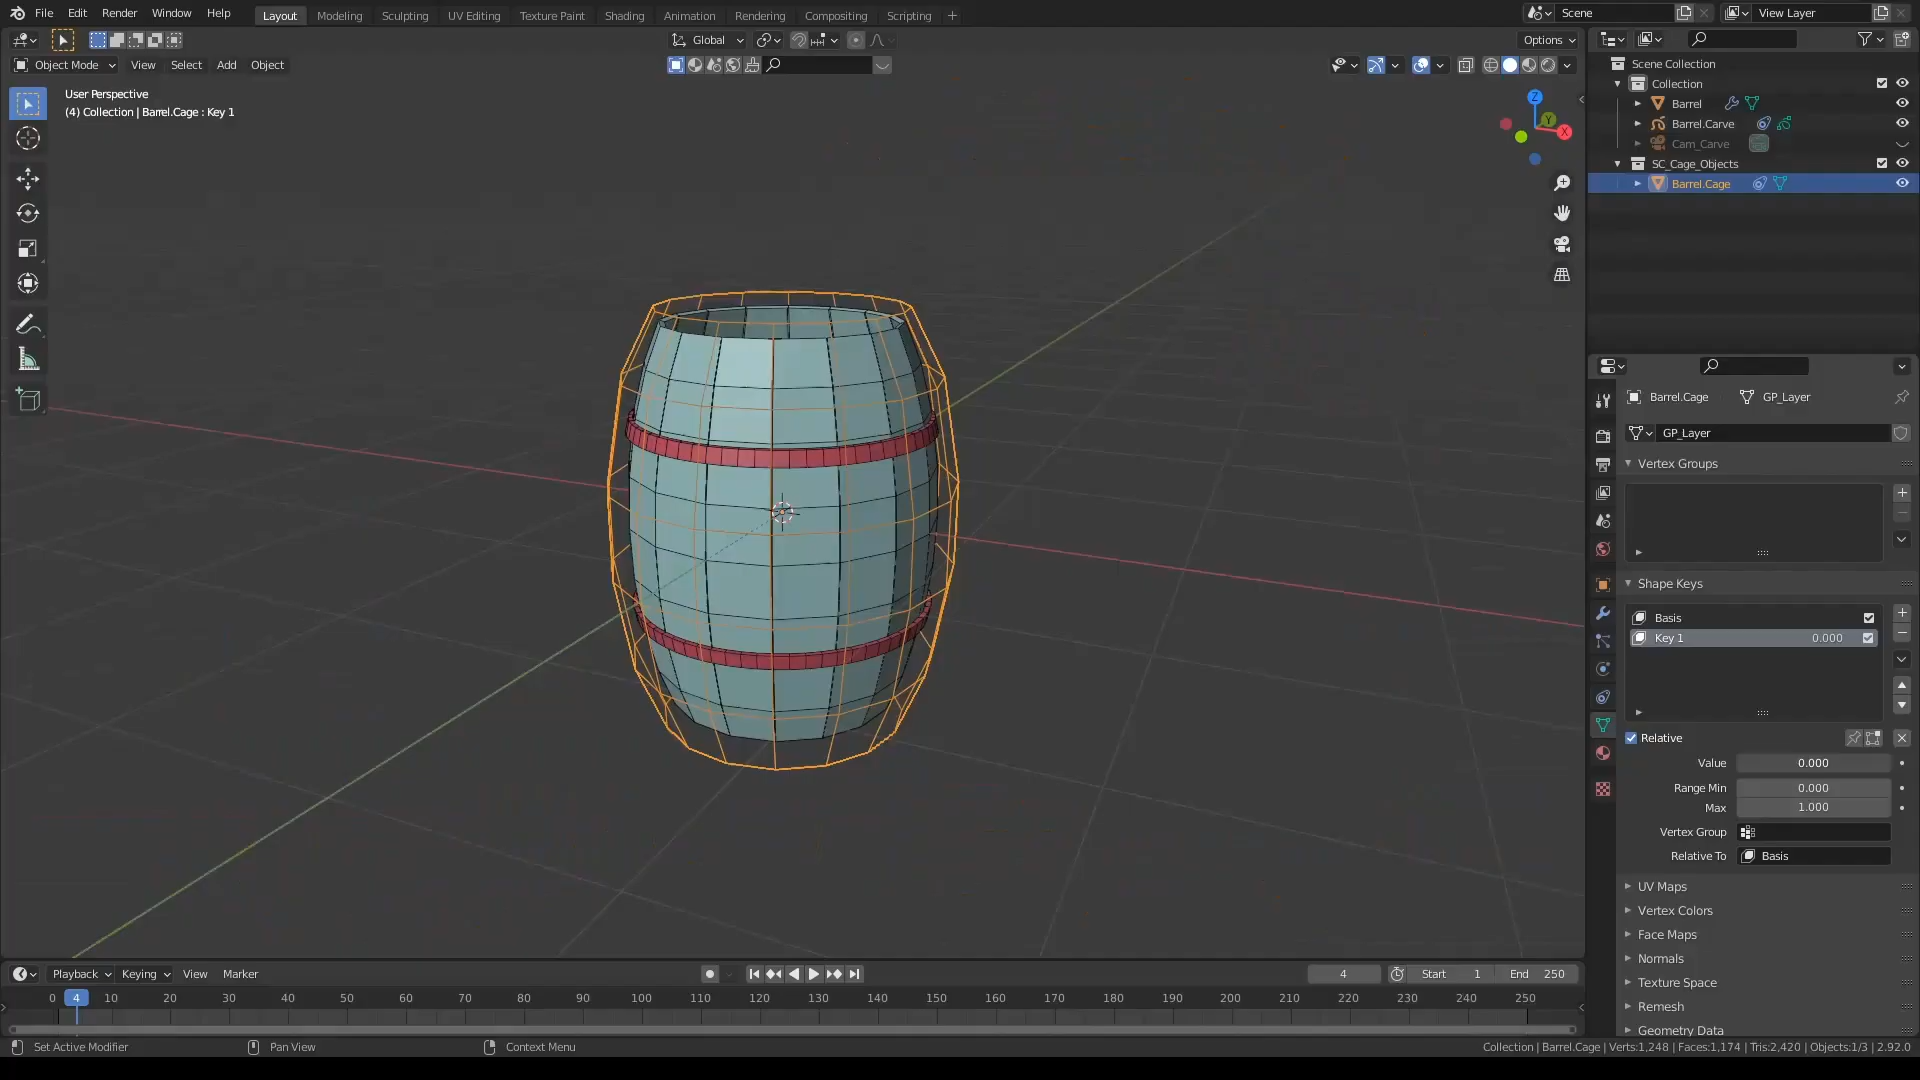 File Edit Render Window Help
Layout Modeling Sculpting UV Editing Texture Paint Shading Animation Rendering Compositing Scripting
Scene
View Layer
Global
Options
Object Mode View Select Add Object
User Perspective
(4) Collection | Barrel.Cage : Key 1
Z
Y
X
Scene Collection
Collection
Barrel
Barrel.Carve
Cam_Carve
SC_Cage_Objects
Barrel.Cage
Barrel.Cage GP_Layer
GP_Layer
Vertex Groups
Shape Keys
Basis
Key 1 0.000
Relative
Value 0.000
Range Min 0.000
Max 1.000
Vertex Group
Relative To Basis
UV Maps
Vertex Colors
Face Maps
Normals
Texture Space
Remesh
Geometry Data
Playback Keying View Marker
4 Start 1 End 250
0 4 10 20 30 40 50 60 70 80 90 100 110 120 130 140 150 160 170 180 190 200 210 220 230 240 250
Set Active Modifier Pan View Context Menu
Collection | Barrel.Cage | Verts:1,248 | Faces:1,174 | Tris:2,420 | Objects:1/3 | 2.92.0